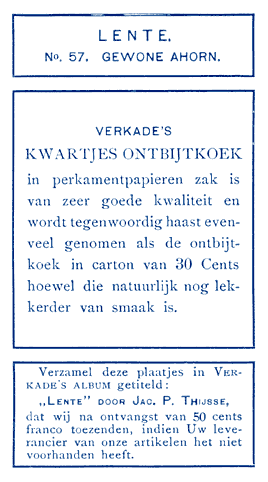 LENTE.
No. 57. GEWONE AHORN.
VERKADE'S
KWARTJES ONTBIJTKOEK
in perkamentpapieren zak is
van zeer goede kwaliteit en
wordt tegenwoordig haast even-
veel genomen als de ontbijt-
koek in carton van 30 Cents
hoewel die natuurlijk nog lek-
kerder van smaak is.
Verzamel deze plaatjes in VER-
KADE'S ALBUM getiteld:
„LENTE" DOOR JAC. P. THIJSSE,
dat wij na ontvangst van 50 cents
franco toezenden, indien Uw leve-
rancier van onze artikelen het niet
voorhanden heeft.